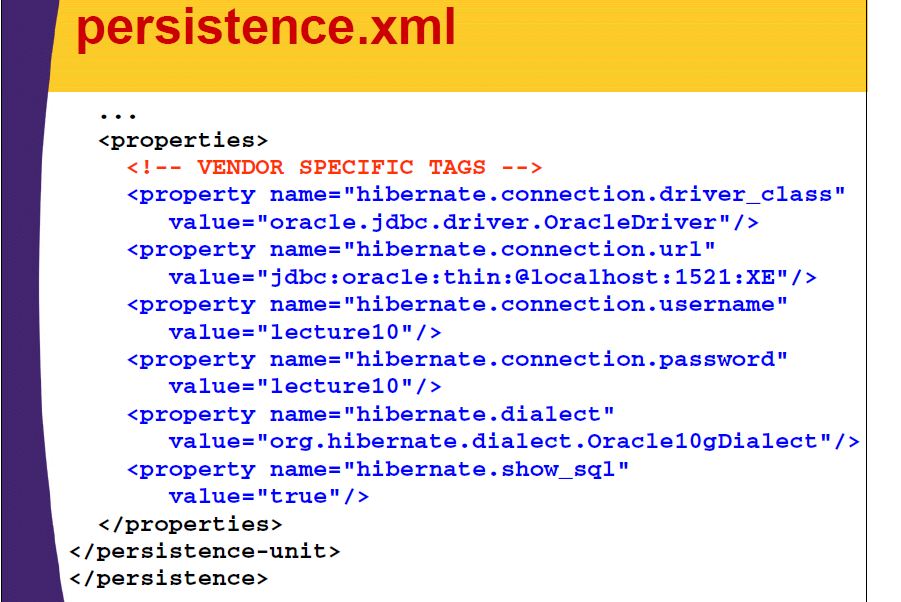 persistence.xml
...
<properties>
<!-- VENDOR SPECIFIC TAGS -->
<property name="hibernate.connection.driver_class"
value="oracle.jdbc.driver.OracleDriver"/>
<property name="hibernate.connection.url"
value="jdbc:oracle:thin:@localhost:1521:XE"/>
<property name="hibernate.connection.username"
value="lecture10"/>
<property name="hibernate.connection.password"
value="lecture10"/>
<property name="hibernate.dialect"
value="org.hibernate.dialect.Oracle10gDialect"/>
<property name="hibernate.show_sql"
value="true"/>
</properties>
</persistence-unit>
</persistence>